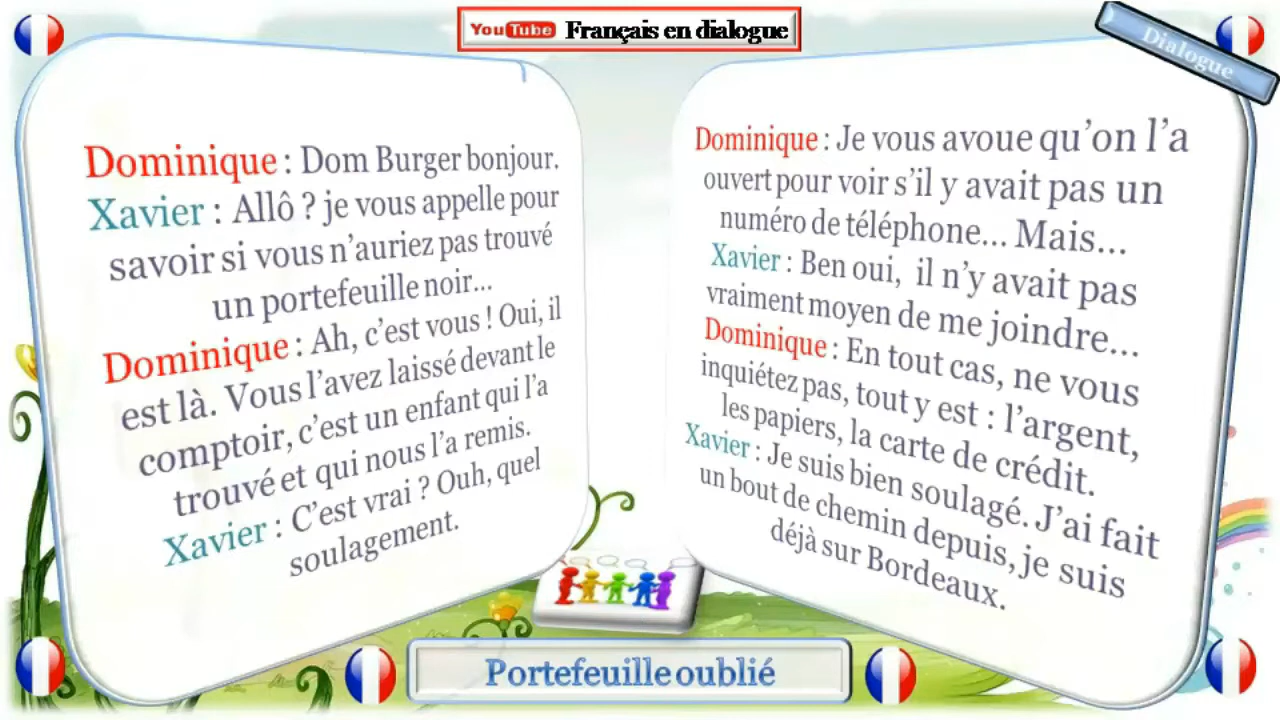 YouTube Français en dialogue
Dialogue
Dominique : Dom Burger bonjour.
Xavier : Allô ? je vous appelle pour
savoir si vous n'auriez pas trouvé
un portefeuille noir...
Dominique : Ah, c'est vous ! Oui, il
est là. Vous l'avez laissé devant le
comptoir, c'est un enfant qui l'a
trouvé et qui nous l'a remis.
Xavier : C'est vrai ? Ouh, quel
soulagement.
Dominique : Je vous avoue qu'on l'a
ouvert pour voir s'il y avait pas un
numéro de téléphone... Mais...
Xavier : Ben oui, il n'y avait pas
vraiment moyen de me joindre...
Dominique : En tout cas, ne vous
inquiétez pas, tout y est : l'argent,
les papiers, la carte de crédit.
Xavier : Je suis bien soulagé. J'ai fait
un bout de chemin depuis, je suis
déjà sur Bordeaux.
Portefeuille oublié